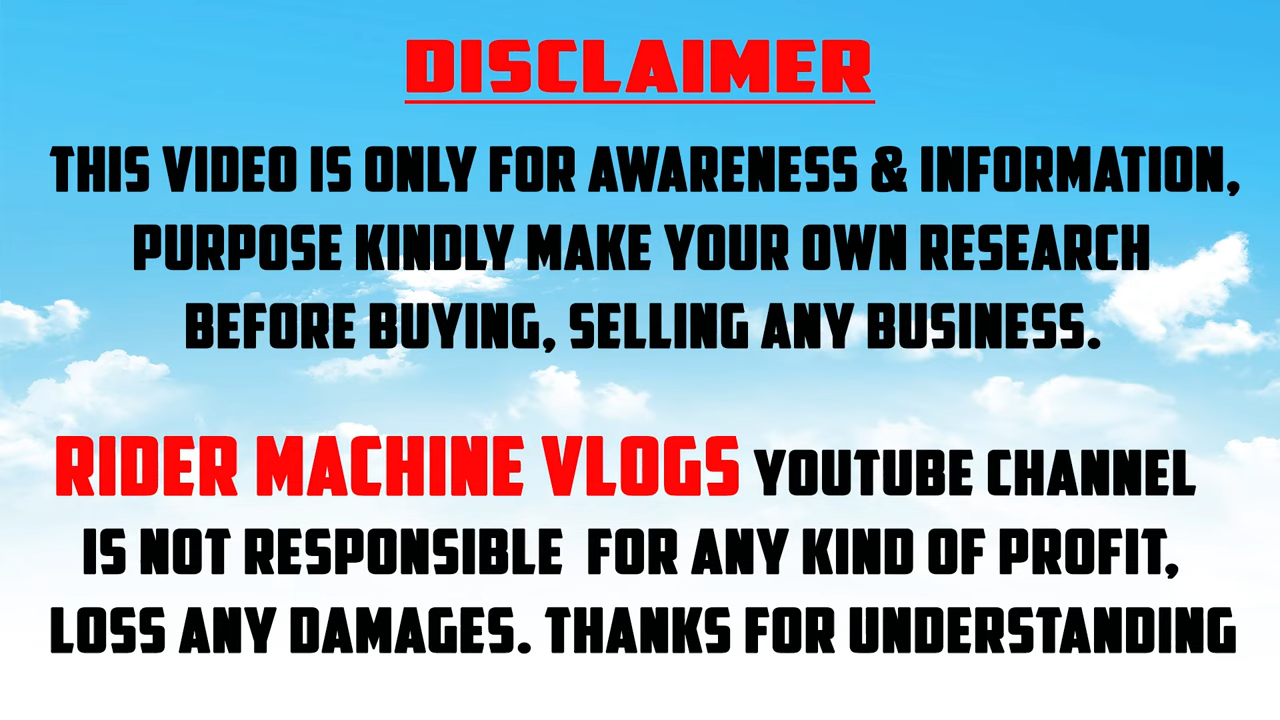 DISCLAIMER
THIS VIDEO IS ONLY FOR AWARENESS & INFORMATION,
PURPOSE KINDLY MAKE YOUR OWN RESEARCH
BEFORE BUYING, SELLING ANY BUSINESS.
RIDER MACHINE VLOGS YOUTUBE CHANNEL
IS NOT RESPONSIBLE FOR ANY KIND OF PROFIT,
LOSS ANY DAMAGES. THANKS FOR UNDERSTANDING